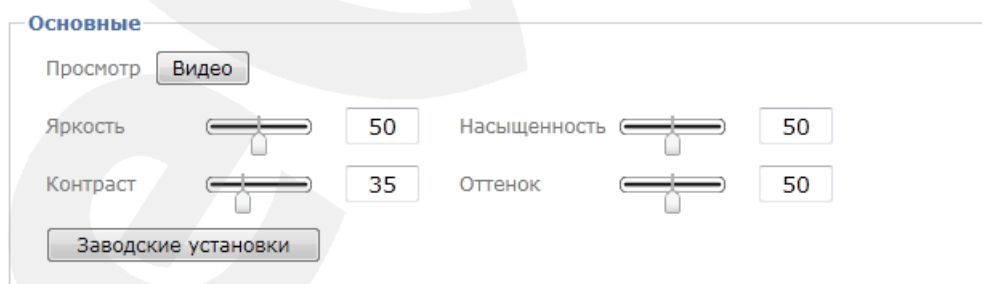 Основные
Просмотр Видео
Яркость 50 Насыщенность 50
Контраст 35 Оттенок 50
Заводские установки